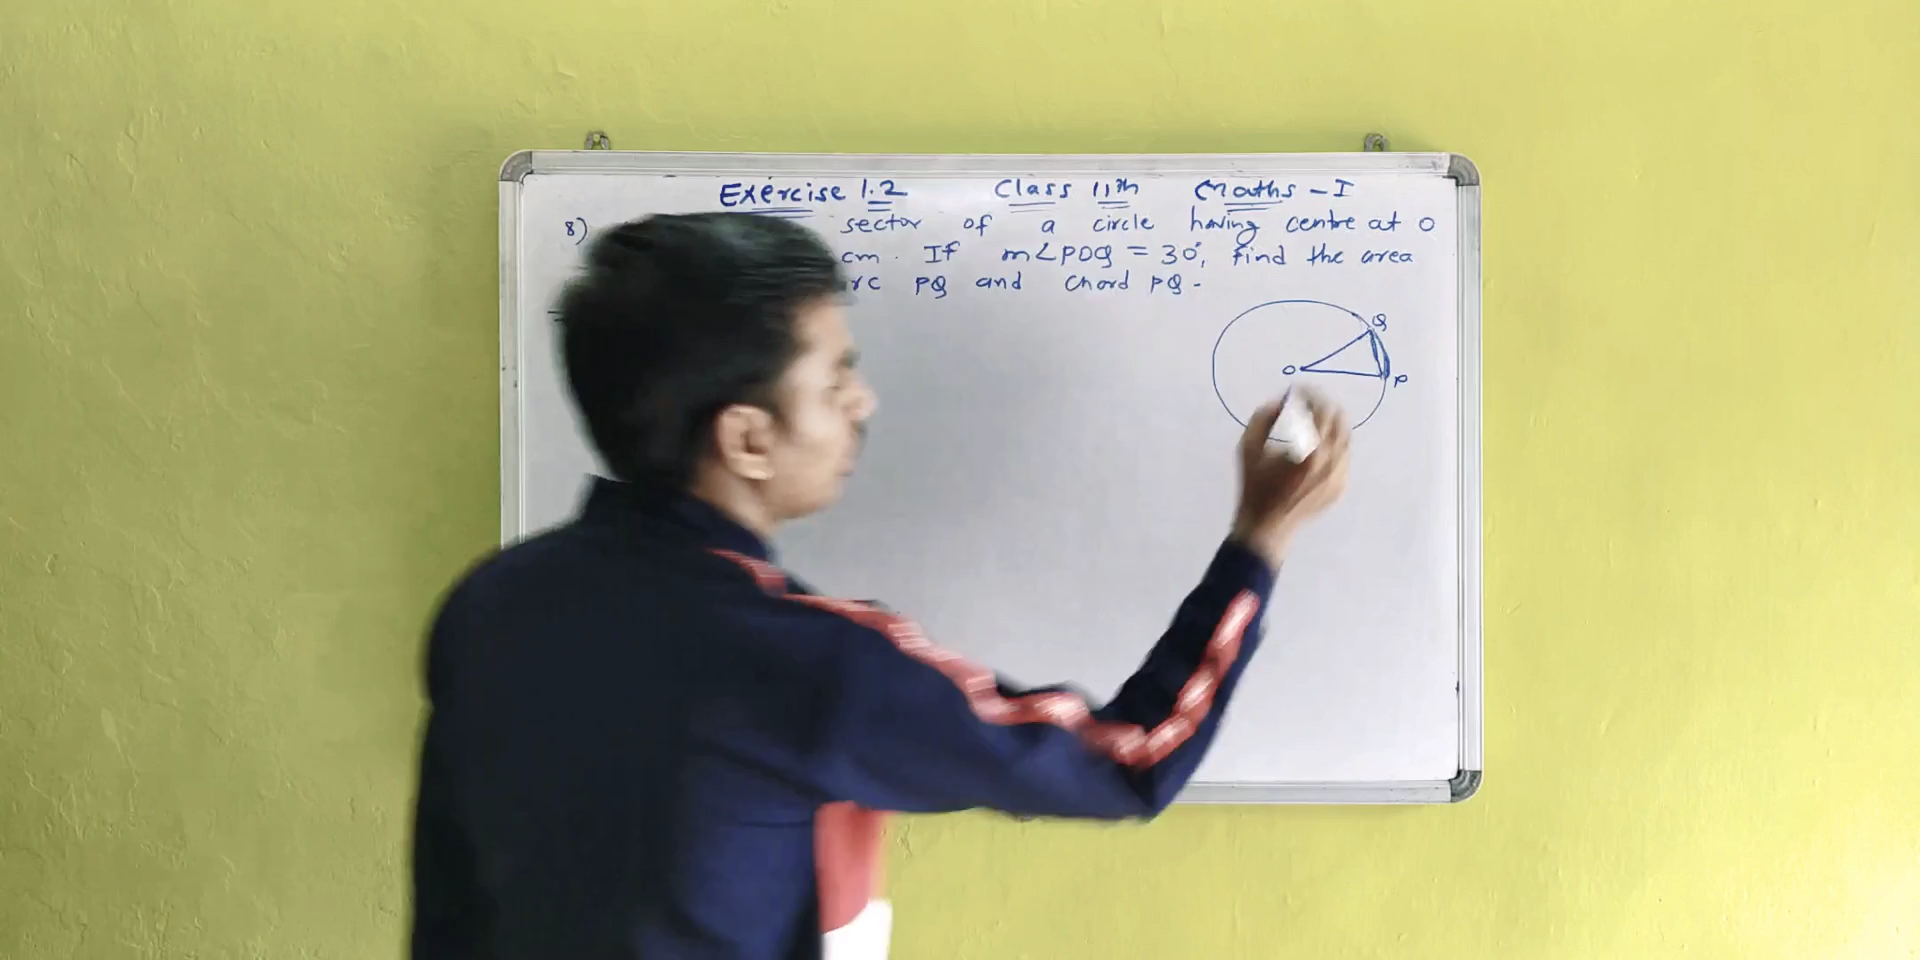 Exercise 1.2 Class 11th Maths - I
8) sector of a circle having centre at O
cm. If m∠POQ = 30°, find the area
rc PQ and chord PQ.
Q
O
P